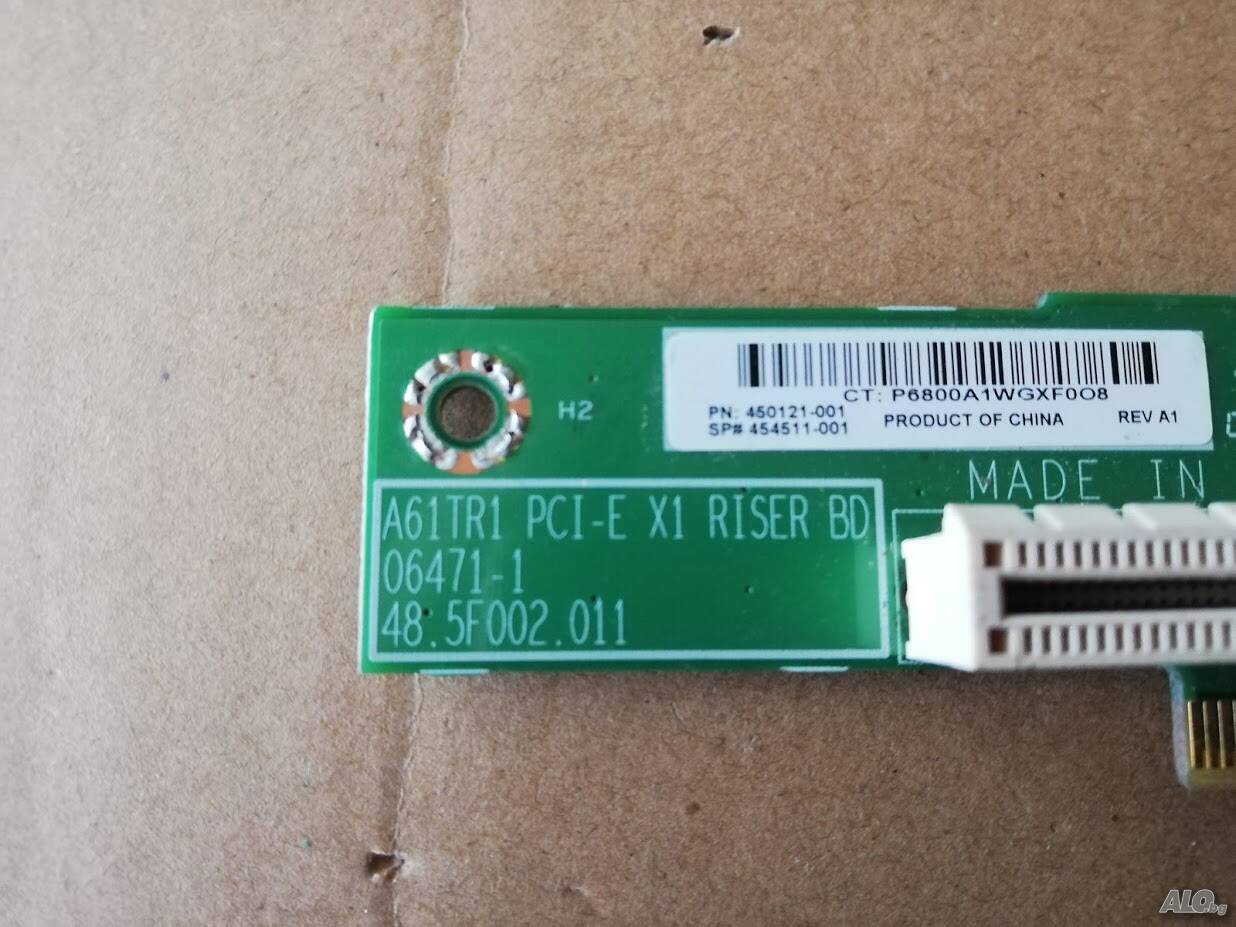 CT: P6800A1WGXF0O8
PN: 450121-001
SP# 454511-001
PRODUCT OF CHINA
REV A1
H2
MADE IN
A61TR1 PCI-E X1 RISER BD
06471-1
48.5F002.011
ALO.bg